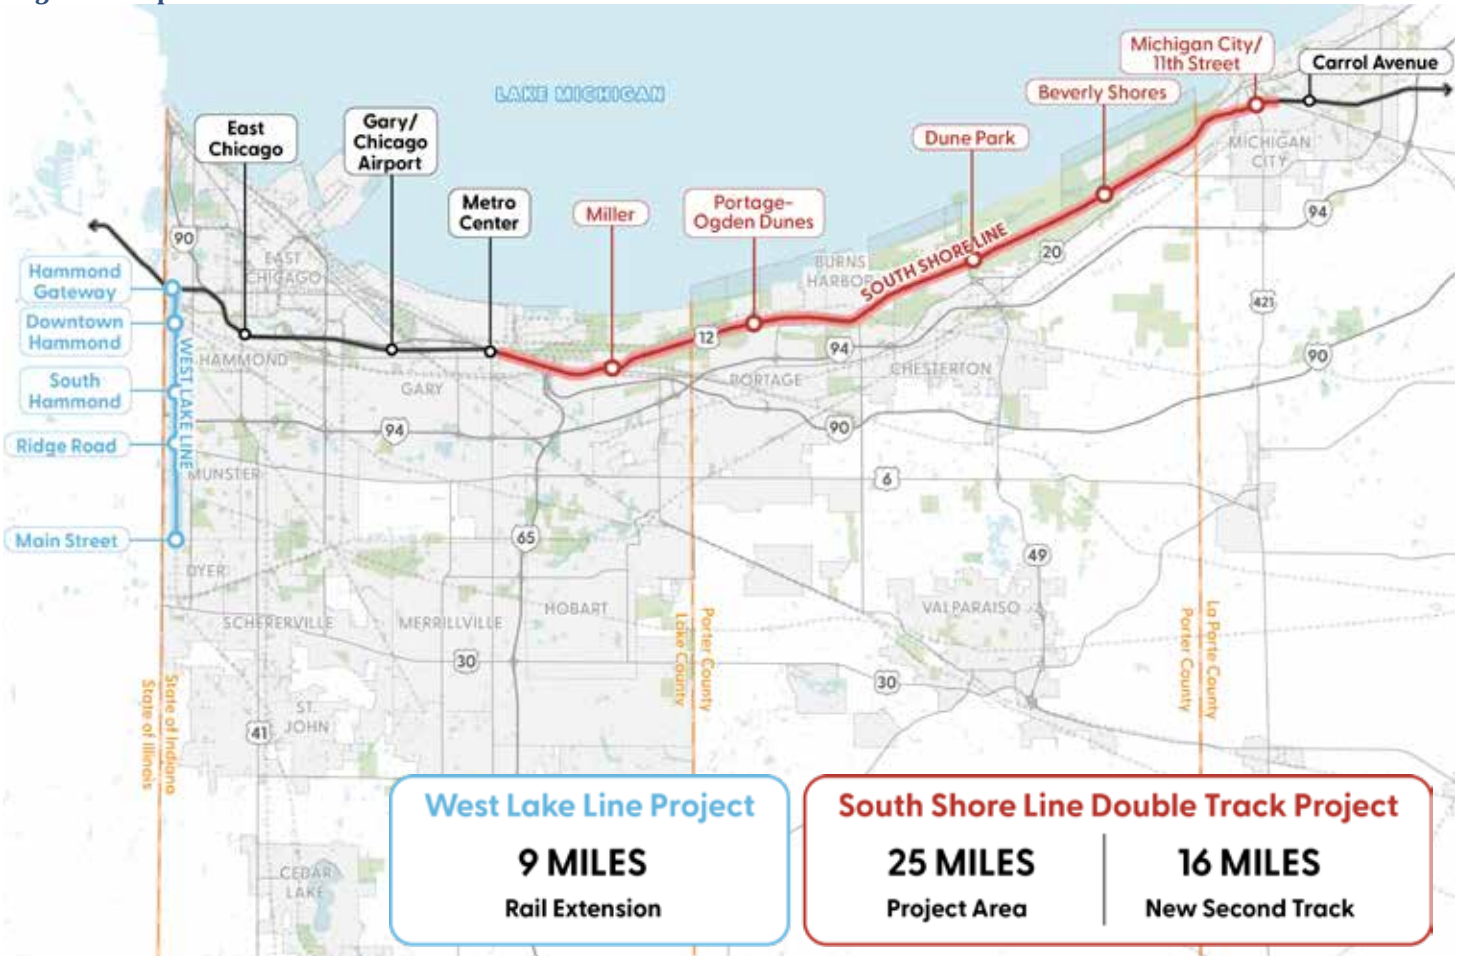 LAKE MICHIGAN
Michigan City/
11th Street
Carrol Avenue
Beverly Shores
Dune Park
East
Chicago
Gary/
Chicago
Airport
Metro
Center
Miller
Portage-
Ogden Dunes
SOUTH SHORE LINE
MICHIGAN
CITY
94
20
421
90
EAST
CHICAGO
BURNS
HARBOR
Hammond
Gateway
Downtown
Hammond
South
Hammond
Ridge Road
Main Street
WEST LAKE LINE
HAMMOND
GARY
12
94
PORTAGE
CHESTERTON
90
94
90
MUNSTER
6
65
49
DYER
SCHERERVILLE
MERRILLVILLE
HOBART
VALPARAISO
30
30
Porter County
Lake County
La Porte County
Porter County
State of Indiana
State of Illinois
ST.
JOHN
41
CEDAR
LAKE
West Lake Line Project
9 MILES
Rail Extension
South Shore Line Double Track Project
25 MILES
Project Area
16 MILES
New Second Track